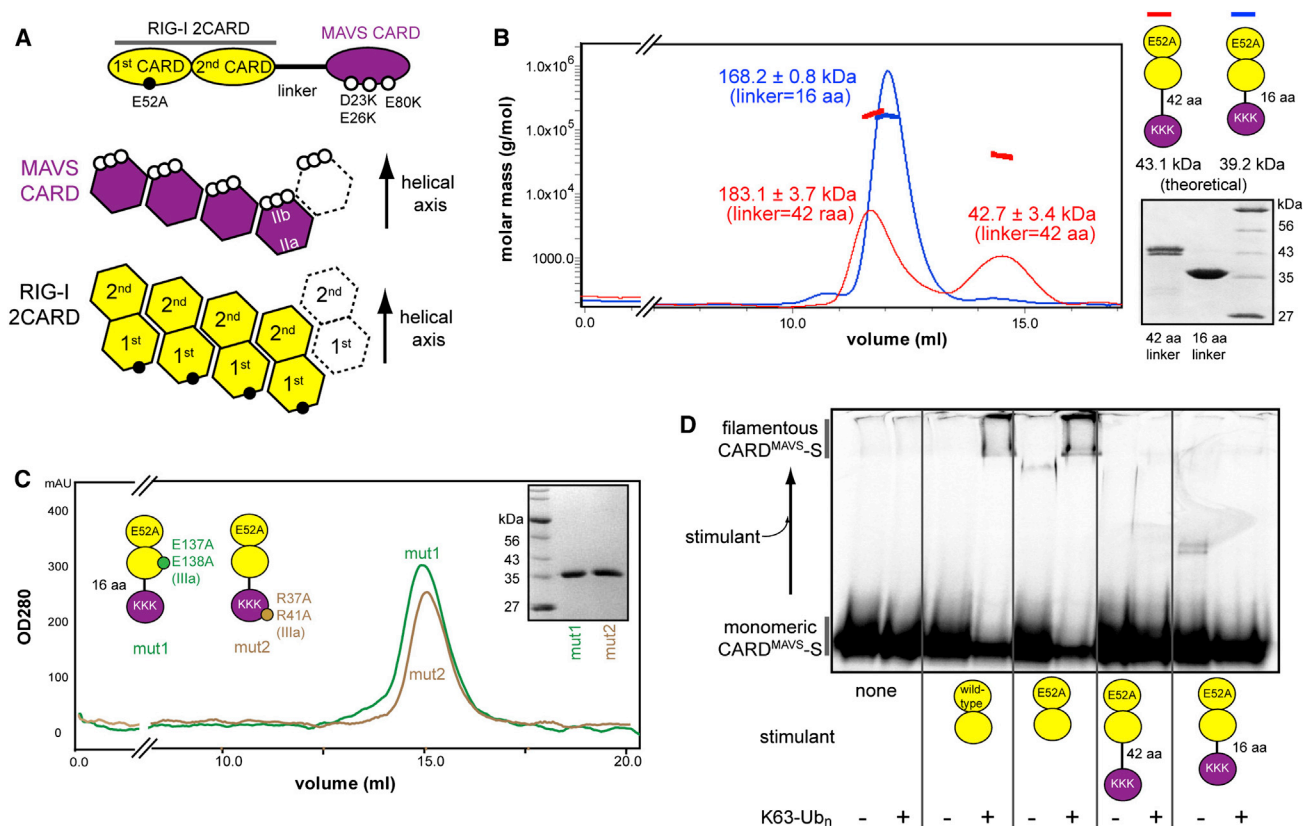 A
RIG-I 2CARD
MAVS CARD
1st CARD
2nd CARD
linker
E52A
D23K
E80K
E26K
MAVS
CARD
IIb
IIa
helical
axis
RIG-I
2CARD
2nd
2nd
2nd
2nd
2nd
1st
1st
1st
1st
1st
helical
axis
B
molar mass (g/mol)
1.0x10^6
1.0x10^5
1.0x10^4
1000.0
168.2 ± 0.8 kDa
(linker=16 aa)
183.1 ± 3.7 kDa
(linker=42 raa)
42.7 ± 3.4 kDa
(linker=42 aa)
0.0
10.0
15.0
volume (ml)
E52A
E52A
42 aa
16 aa
KKK
KKK
43.1 kDa
39.2 kDa
(theoretical)
kDa
56
43
35
27
42 aa
linker
16 aa
linker
C
mAU
400
300
200
100
0
OD280
E52A
E137A
E138A
(IIIa)
16 aa
KKK
mut1
E52A
KKK
R37A
R41A
(IIIa)
mut2
mut1
mut2
kDa
56
43
35
27
mut1
mut2
0.0
10.0
15.0
20.0
volume (ml)
D
filamentous
CARD^MAVS-S
stimulant
monomeric
CARD^MAVS-S
none
wild-
type
E52A
E52A
42 aa
KKK
E52A
16 aa
KKK
stimulant
K63-Ubn
- + - + - + - + - +